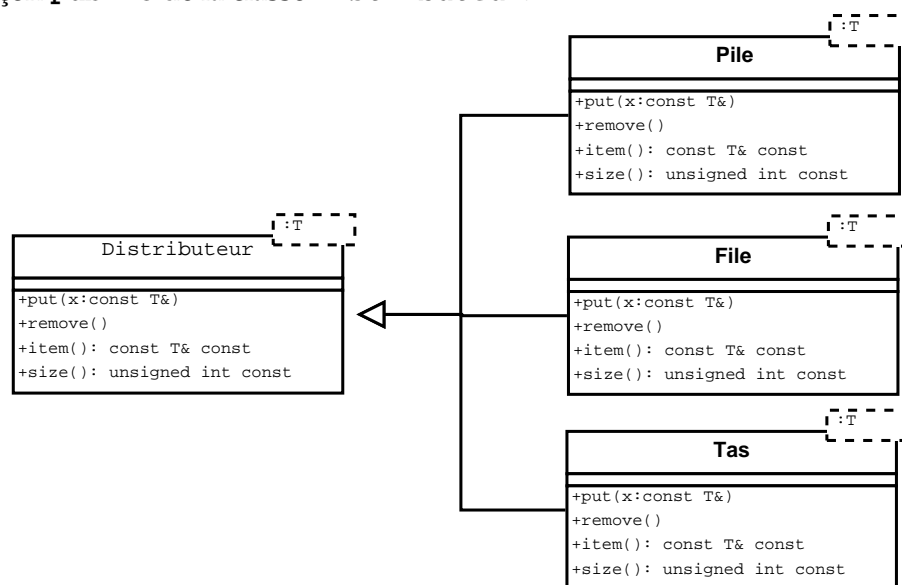 :T
Pile
+put(x:const T&)
+remove()
+item(): const T& const
+size(): unsigned int const
:T
Distributeur
+put(x:const T&)
+remove()
+item(): const T& const
+size(): unsigned int const
:T
File
+put(x:const T&)
+remove()
+item(): const T& const
+size(): unsigned int const
:T
Tas
+put(x:const T&)
+remove()
+item(): const T& const
+size(): unsigned int const